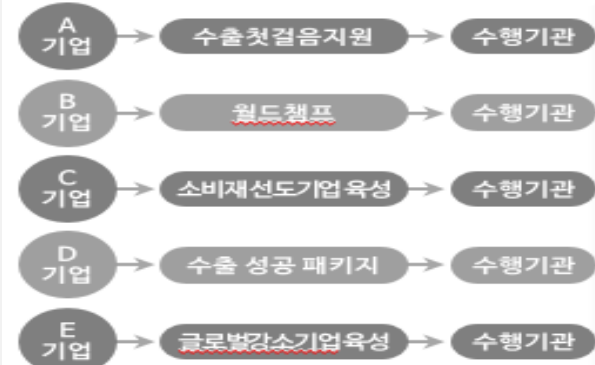 A
기업
수출첫걸음지원
수행기관
B
기업
월드챔프
수행기관
C
기업
소비재선도기업육성
수행기관
D
기업
수출 성공 패키지
수행기관
E
기업
글로벌강소기업육성
수행기관